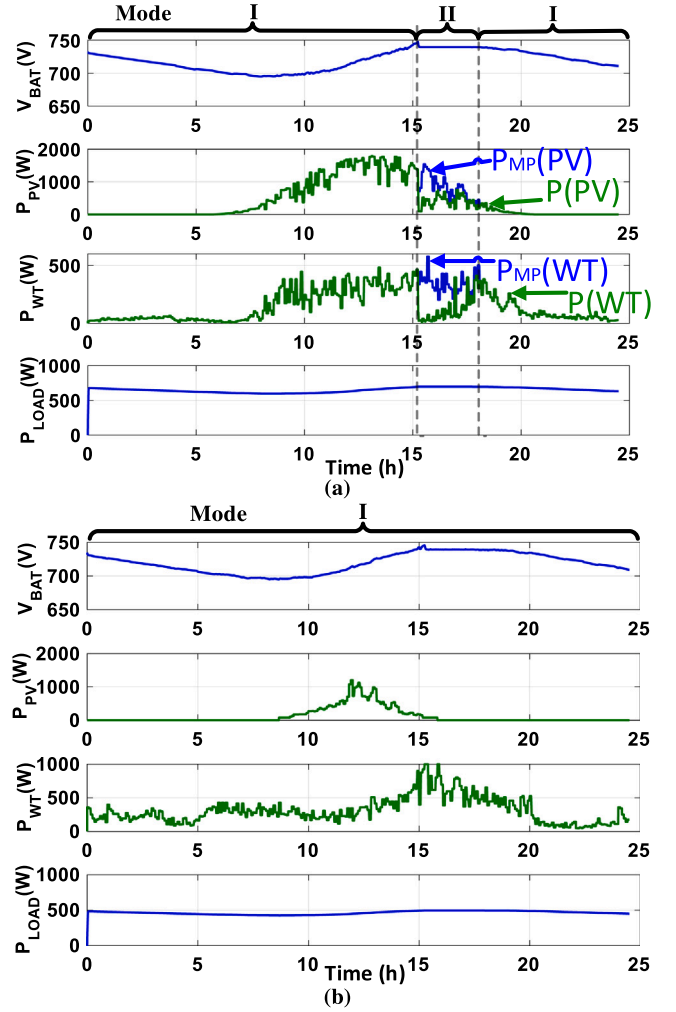 Mode I II I
V_BAT(V)
750
700
650
0 5 10 15 20 25
P_PV(W)
2000
1000
0
P_MP(PV)
P(PV)
0 5 10 15 20 25
P_WT(W)
500
0
P_MP(WT)
P(WT)
0 5 10 15 20 25
P_LOAD(W)
1000
500
0
0 5 10 15 20 25
Time (h)
(a)
Mode I
V_BAT(V)
750
700
650
0 5 10 15 20 25
P_PV(W)
2000
1000
0
0 5 10 15 20 25
P_WT(W)
1000
500
0
0 5 10 15 20 25
P_LOAD(W)
1000
500
0
0 5 10 15 20 25
Time (h)
(b)